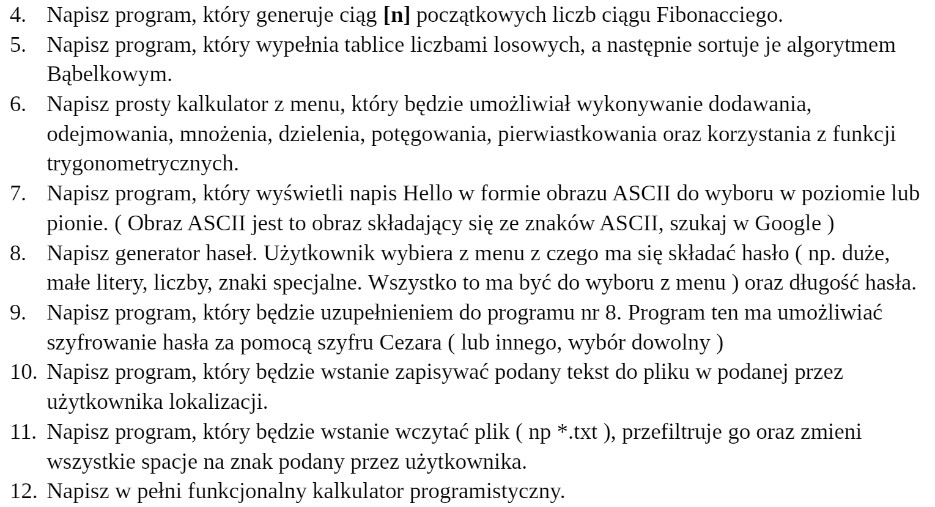 4. Napisz program, który generuje ciąg [n] początkowych liczb ciągu Fibonacciego.
5. Napisz program, który wypełnia tablice liczbami losowych, a następnie sortuje je algorytmem
Bąbelkowym.
6. Napisz prosty kalkulator z menu, który będzie umożliwiał wykonywanie dodawania,
odejmowania, mnożenia, dzielenia, potęgowania, pierwiastkowania oraz korzystania z funkcji
trygonometrycznych.
7. Napisz program, który wyświetli napis Hello w formie obrazu ASCII do wyboru w poziomie lub
pionie. ( Obraz ASCII jest to obraz składający się ze znaków ASCII, szukaj w Google )
8. Napisz generator haseł. Użytkownik wybiera z menu z czego ma się składać hasło ( np. duże,
małe litery, liczby, znaki specjalne. Wszystko to ma być do wyboru z menu ) oraz długość hasła.
9. Napisz program, który będzie uzupełnieniem do programu nr 8. Program ten ma umożliwiać
szyfrowanie hasła za pomocą szyfru Cezara ( lub innego, wybór dowolny )
10. Napisz program, który będzie wstanie zapisywać podany tekst do pliku w podanej przez
użytkownika lokalizacji.
11. Napisz program, który będzie wstanie wczytać plik ( np *.txt ), przefiltruje go oraz zmieni
wszystkie spacje na znak podany przez użytkownika.
12. Napisz w pełni funkcjonalny kalkulator programistyczny.